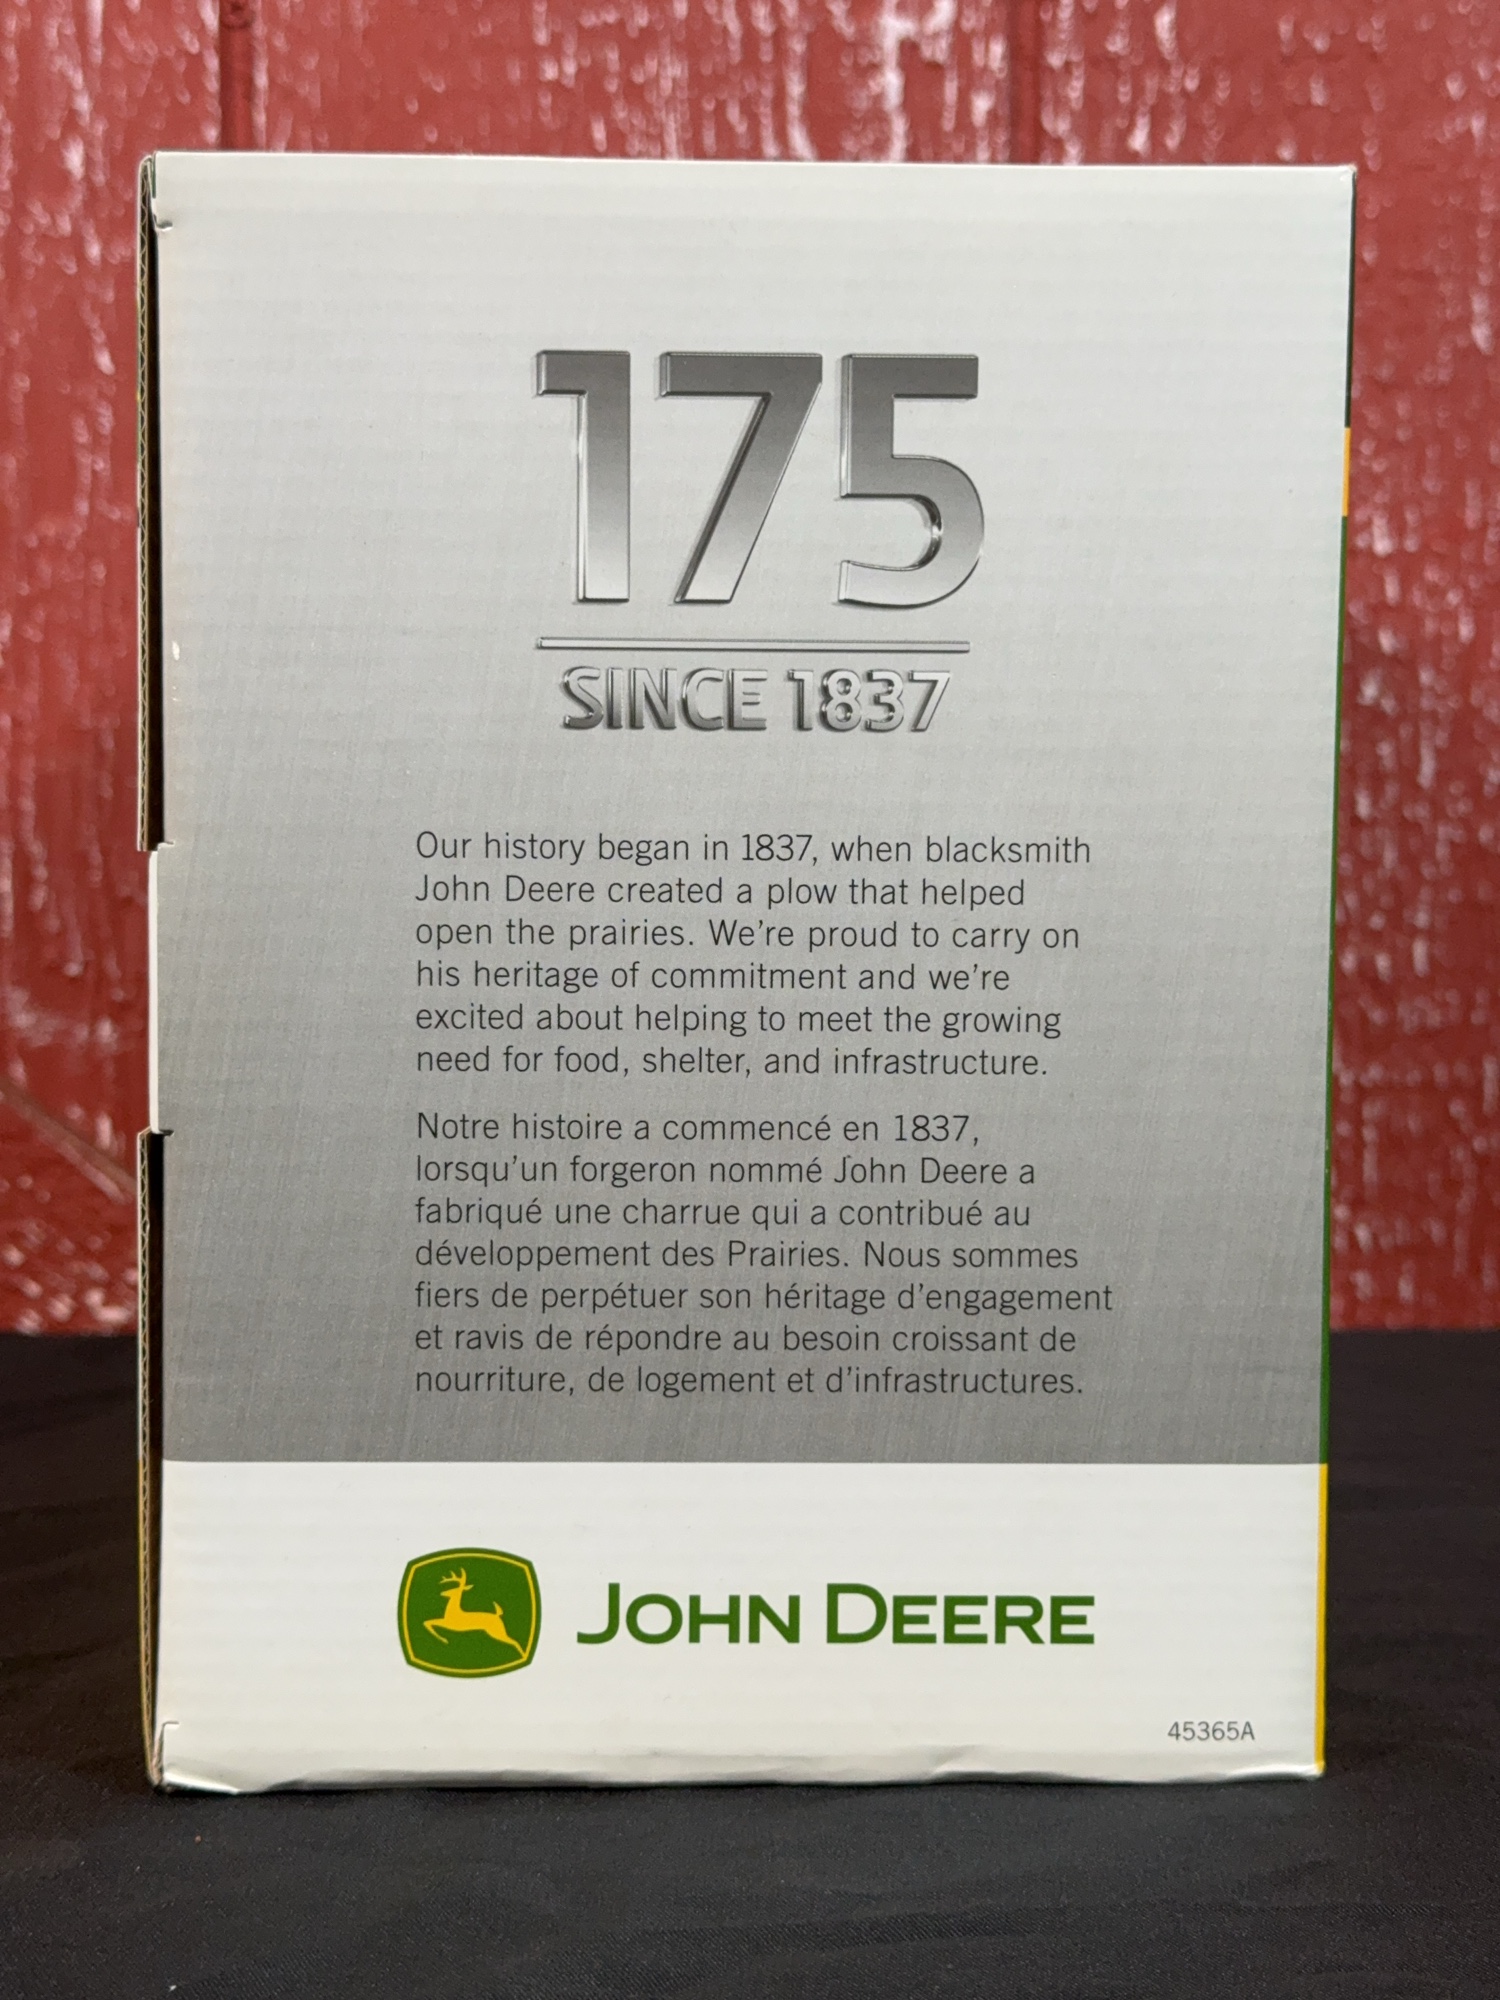 175
SINCE 1837
Our history began in 1837, when blacksmith
John Deere created a plow that helped
open the prairies. We're proud to carry on
his heritage of commitment and we're
excited about helping to meet the growing
need for food, shelter, and infrastructure.
Notre histoire a commencé en 1837,
lorsqu'un forgeron nommé John Deere a
fabriqué une charrue qui a contribué au
développement des Prairies. Nous sommes
fiers de perpétuer son héritage d'engagement
et ravis de répondre au besoin croissant de
nourriture, de logement et d'infrastructures.
JOHN DEERE
45365A